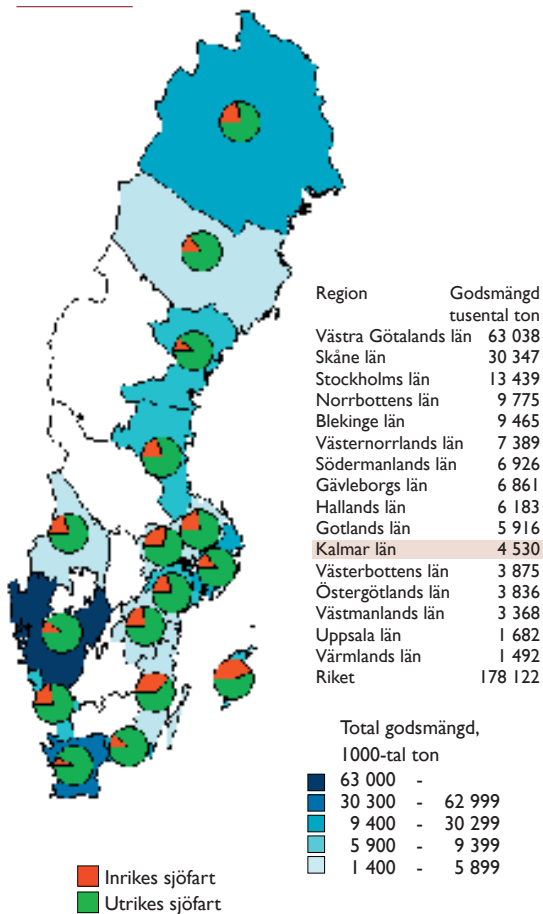 Region Godsmängd
tusental ton
Västra Götalands län 63 038
Skåne län 30 347
Stockholms län 13 439
Norrbottens län 9 775
Blekinge län 9 465
Västernorrlands län 7 389
Södermanlands län 6 926
Gävleborgs län 6 861
Hallands län 6 183
Gotlands län 5 916
Kalmar län 4 530
Västerbottens län 3 875
Östergötlands län 3 836
Västmanlands län 3 368
Uppsala län 1 682
Värmlands län 1 492
Riket 178 122
Total godsmängd,
1000-tal ton
63 000 -
30 300 - 62 999
9 400 - 30 299
5 900 - 9 399
1 400 - 5 899
Inrikes sjöfart
Utrikes sjöfart